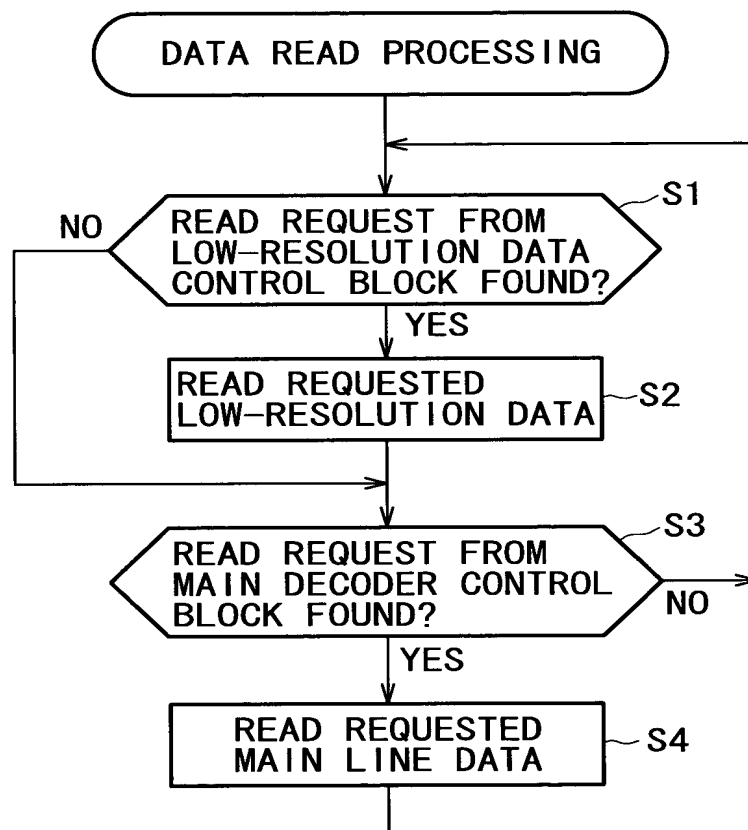 DATA READ PROCESSING
S1
NO
READ REQUEST FROM
LOW-RESOLUTION DATA
CONTROL BLOCK FOUND?
YES
READ REQUESTED
LOW-RESOLUTION DATA
S2
S3
READ REQUEST FROM
MAIN DECODER CONTROL
BLOCK FOUND?
NO
YES
READ REQUESTED
MAIN LINE DATA
S4